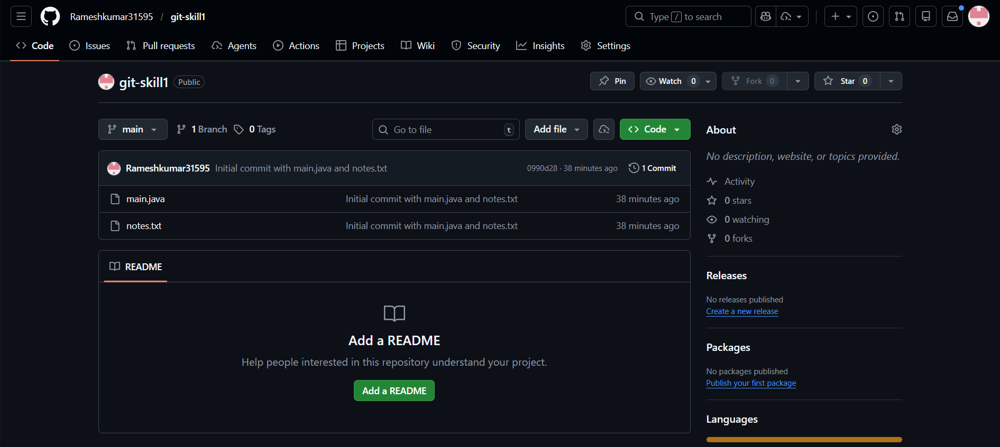 Rameshkumar31595 / git-skill1
Type / to search
Code Issues Pull requests Agents Actions Projects Wiki Security Insights Settings
git-skill1 Public
Pin Watch 0 Fork 0 Star 0
main 1 Branch 0 Tags
Go to file t Add file Code
Rameshkumar31595 Initial commit with main.java and notes.txt 0990d28 · 38 minutes ago 1 Commit
main.java Initial commit with main.java and notes.txt 38 minutes ago
notes.txt Initial commit with main.java and notes.txt 38 minutes ago
README
Add a README
Help people interested in this repository understand your project.
Add a README
About
No description, website, or topics provided.
Activity
0 stars
0 watching
0 forks
Releases
No releases published
Create a new release
Packages
No packages published
Publish your first package
Languages